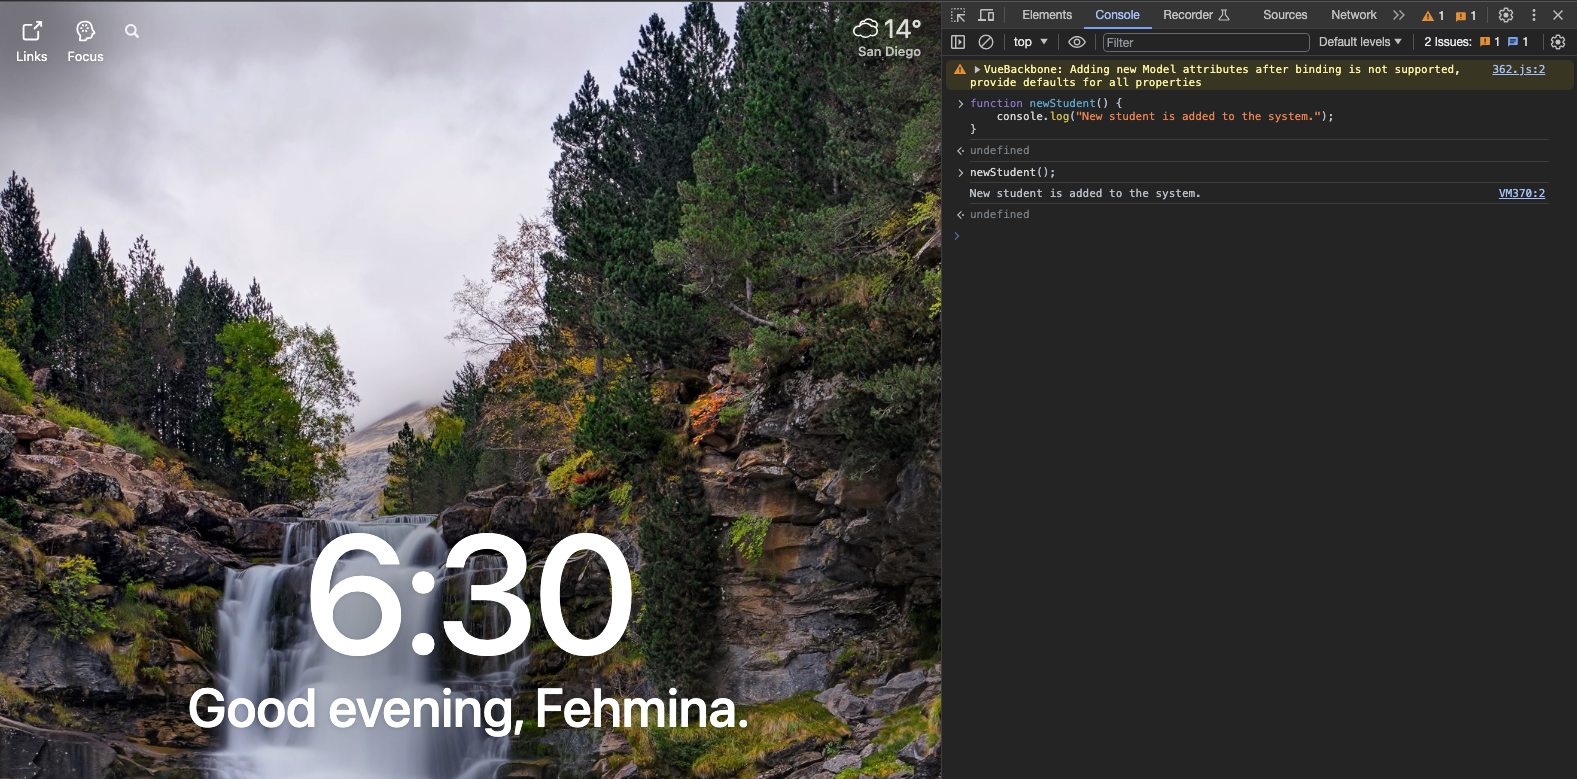 Links
Focus
14°
San Diego
6:30
Good evening, Fehmina.
Elements Console Recorder Sources Network 1 1
top Filter Default levels 2 Issues: 1 1
VueBackbone: Adding new Model attributes after binding is not supported, 362.js:2
provide defaults for all properties
function newStudent() {
console.log("New student is added to the system.");
}
undefined
newStudent();
New student is added to the system. VM370:2
undefined